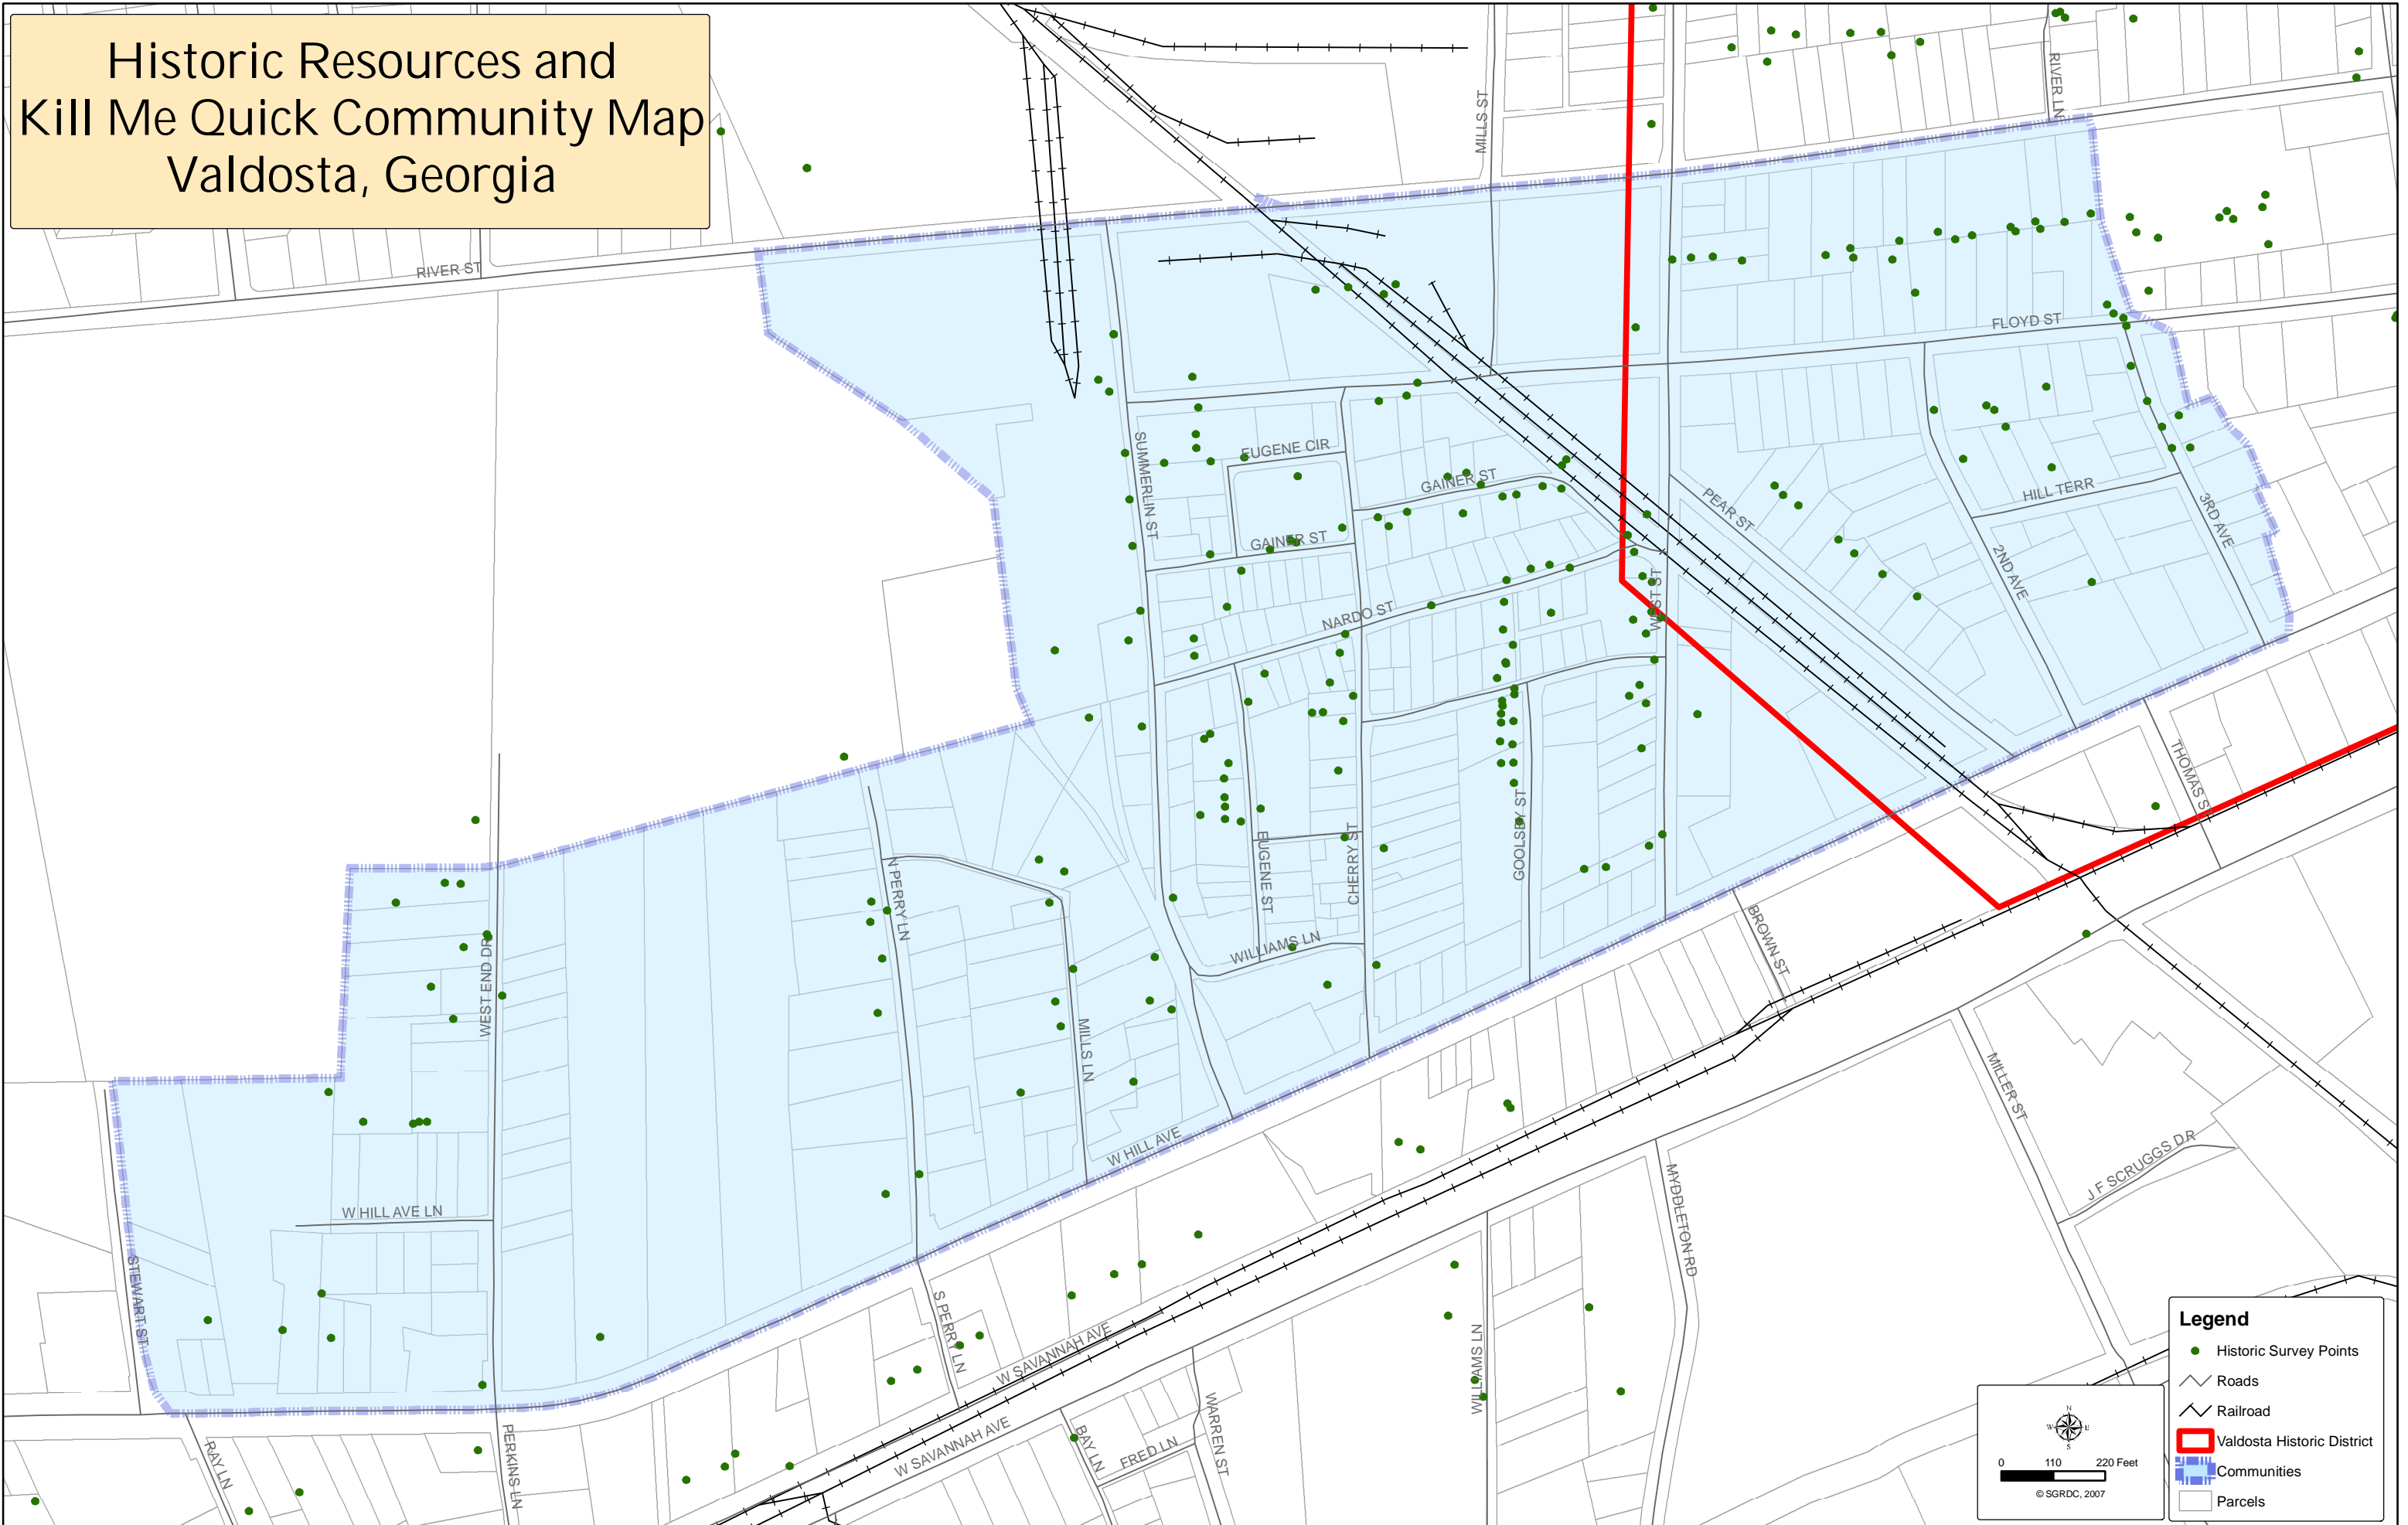 Historic Resources and
Kill Me Quick Community Map
Valdosta, Georgia
MILLS ST
RIVER LN
RIVER ST
FLOYD ST
SUMMERLIN ST
EUGENE CIR
GAINER ST
GAINER ST
PEAR ST
HILL TERR
3RD AVE
2ND AVE
NARDO ST
WEST ST
THOMAS ST
EUGENE ST
CHERRY ST
GOOLSBY ST
N PERRY LN
WILLIAMS LN
BROWN ST
WEST END DR
MILLS LN
W HILL AVE
MILLER ST
J F SCRUGGS DR
MYDDLETON RD
W HILL AVE LN
STEWART ST
S PERRY LN
W SAVANNAH AVE
WILLIAMS LN
W SAVANNAH AVE
BAY LN
FRED LN
WARREN ST
RAY LN
PERKINS LN
N
W E
S
0 110 220 Feet
© SGRDC, 2007
Legend
Historic Survey Points
Roads
Railroad
Valdosta Historic District
Communities
Parcels